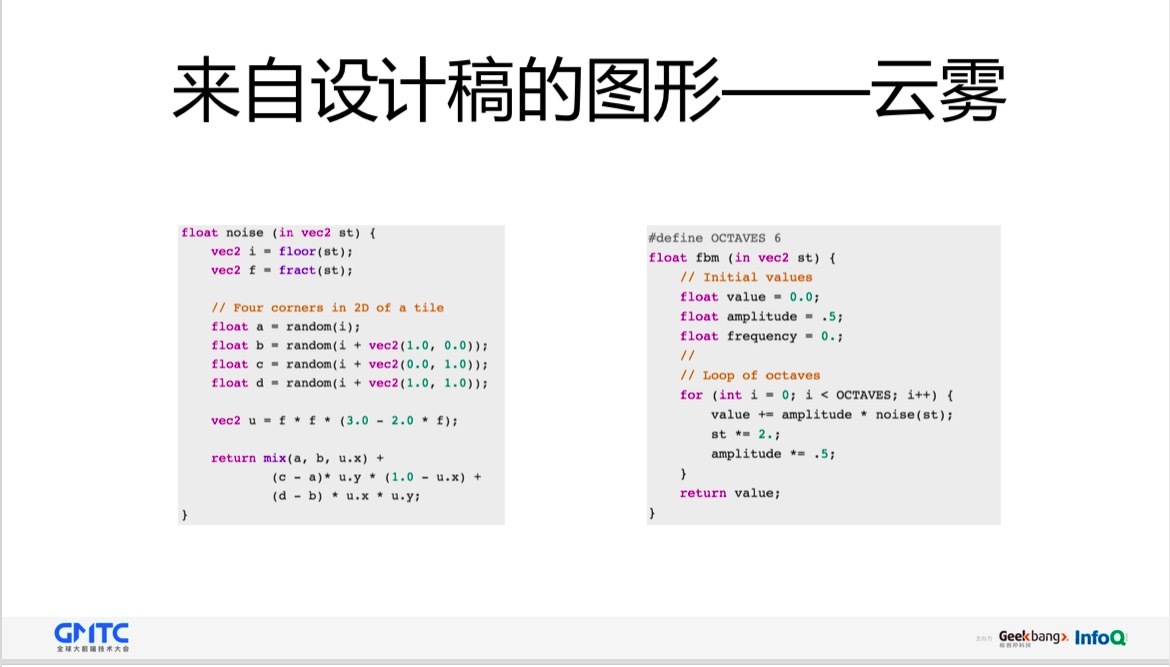 来自设计稿的图形——云雾
float noise (in vec2 st) {
    vec2 i = floor(st);
    vec2 f = fract(st);

    // Four corners in 2D of a tile
    float a = random(i);
    float b = random(i + vec2(1.0, 0.0));
    float c = random(i + vec2(0.0, 1.0));
    float d = random(i + vec2(1.0, 1.0));

    vec2 u = f * f * (3.0 - 2.0 * f);

    return mix(a, b, u.x) +
            (c - a)* u.y * (1.0 - u.x) +
            (d - b) * u.x * u.y;
}
#define OCTAVES 6
float fbm (in vec2 st) {
    // Initial values
    float value = 0.0;
    float amplitude = .5;
    float frequency = 0.;
    //
    // Loop of octaves
    for (int i = 0; i < OCTAVES; i++) {
        value += amplitude * noise(st);
        st *= 2.;
        amplitude *= .5;
    }
    return value;
}
GMTC
全球大前端技术大会
主办方
Geekbang>.
极客邦科技
InfoQ